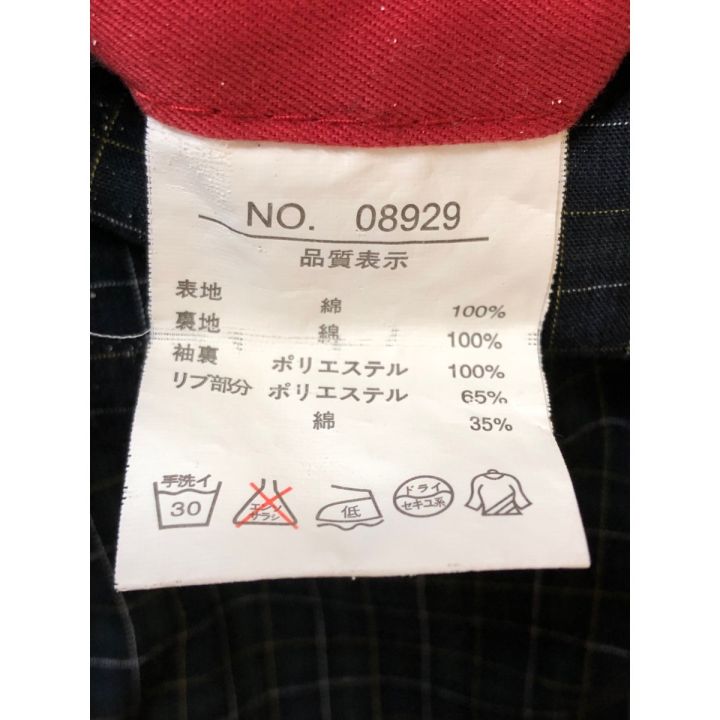 NO. 08929
品質表示
表地 綿 100%
裏地 綿 100%
袖裏 ポリエステル 100%
リブ部分 ポリエステル 65%
綿 35%
手洗イ
30
エンソ
サラシ
低
ドライ
セキユ系